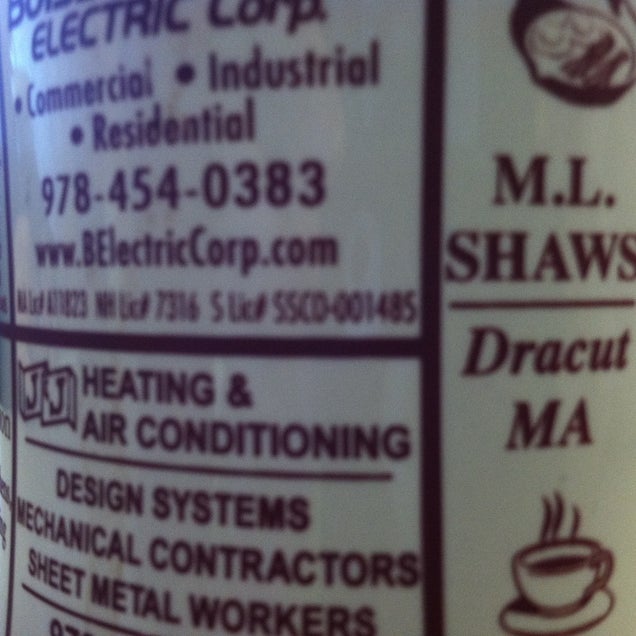 ELECTRIC Corp.
• Commercial • Industrial
• Residential
978-454-0383
www.BElectricCorp.com
MA Lic# A11823 NH Lic# 7316 S Lic# SSCO-001485
JJ HEATING &
AIR CONDITIONING
DESIGN SYSTEMS
MECHANICAL CONTRACTORS
SHEET METAL WORKERS
M.L.
SHAWS
Dracut
MA